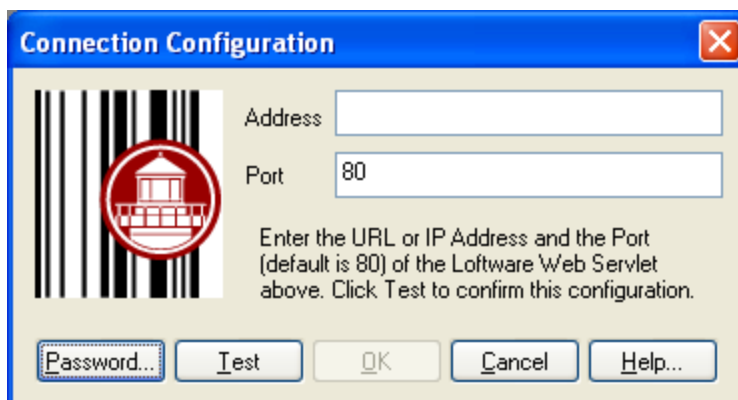 Connection Configuration
Address
Port 80
Enter the URL or IP Address and the Port
(default is 80) of the Loftware Web Servlet
above. Click Test to confirm this configuration.
Password... Test OK Cancel Help...